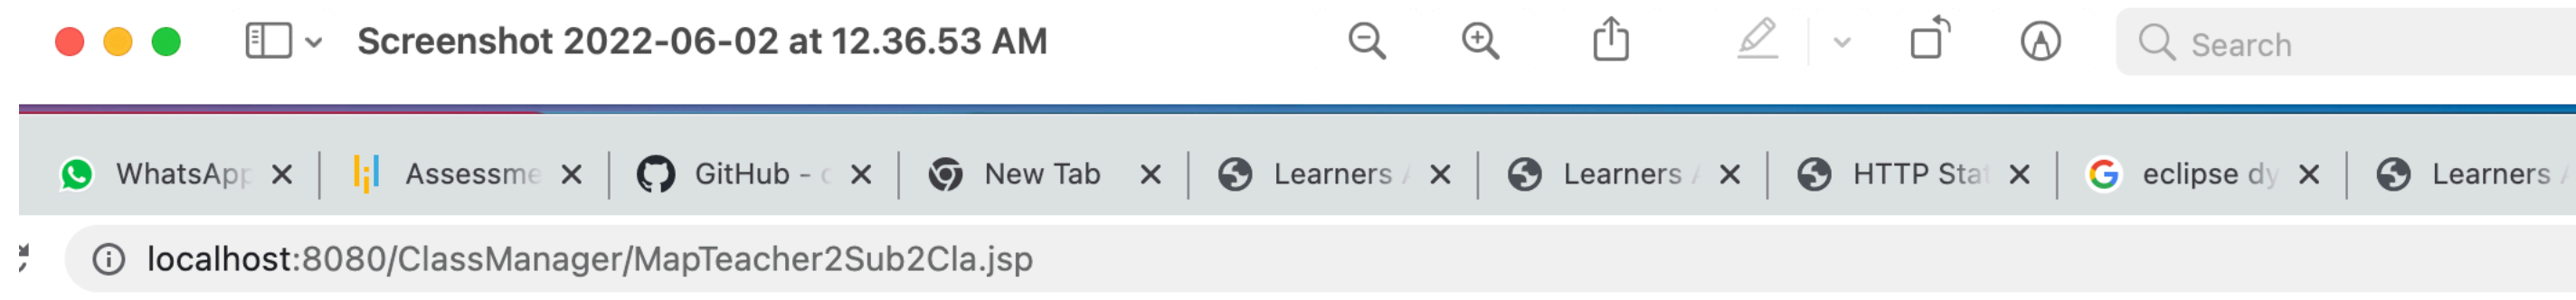 Screenshot 2022-06-02 at 12.36.53 AM Search
WhatsApp Assessme GitHub - c New Tab Learners Learners HTTP Stat eclipse dy Learners
localhost:8080/ClassManager/MapTeacher2Sub2Cla.jsp